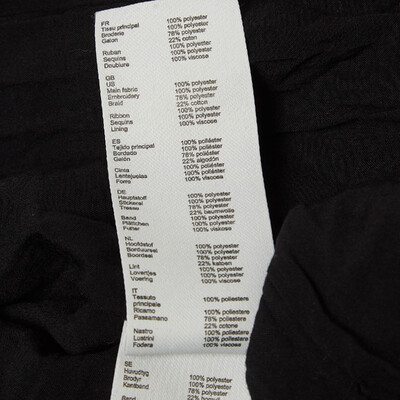 FR
Tissu principal 100% polyester
Broderie 100% polyester
Galon 78% polyester
22% coton
Ruban 100% polyester
Sequins 100% polyester
Doublure 100% viscose
GB
US 100% polyester
Main fabric 100% polyester
Embroidery 78% polyester
Braid 22% cotton
Ribbon 100% polyester
Sequins 100% polyester
Lining 100% viscose
ES
Tejido principal 100% poliéster
Bordado 100% poliéster
Galón 78% poliéster
22% algodón
Cinta 100% poliéster
Lentejuelas 100% poliéster
Forro 100% viscosa
DE
Hauptstoff 100% polyester
Stickerei 100% polyester
Tresse 78% polyester
22% baumwolle
Band 100% polyester
Plättchen 100% polyester
Futter 100% viscose
NL
Hoofdstof 100% polyester
Borduursel 100% polyester
Boordsel 78% polyester
22% katoen
Lint 100% polyester
Lovertjes 100% polyester
Voering 100% viscose
IT
Tessuto 100% poliestere
principale
Ricamo 100% poliestere
Passamano 78% poliestere
22% cotone
Nastro 100% poliestere
Lustrini 100% poliestere
Fodera 100% viscosa
SE
Huvudtyg 100% polyester
Brodyr 100% polyester
Kantband 78% polyester
22% bomull
Band